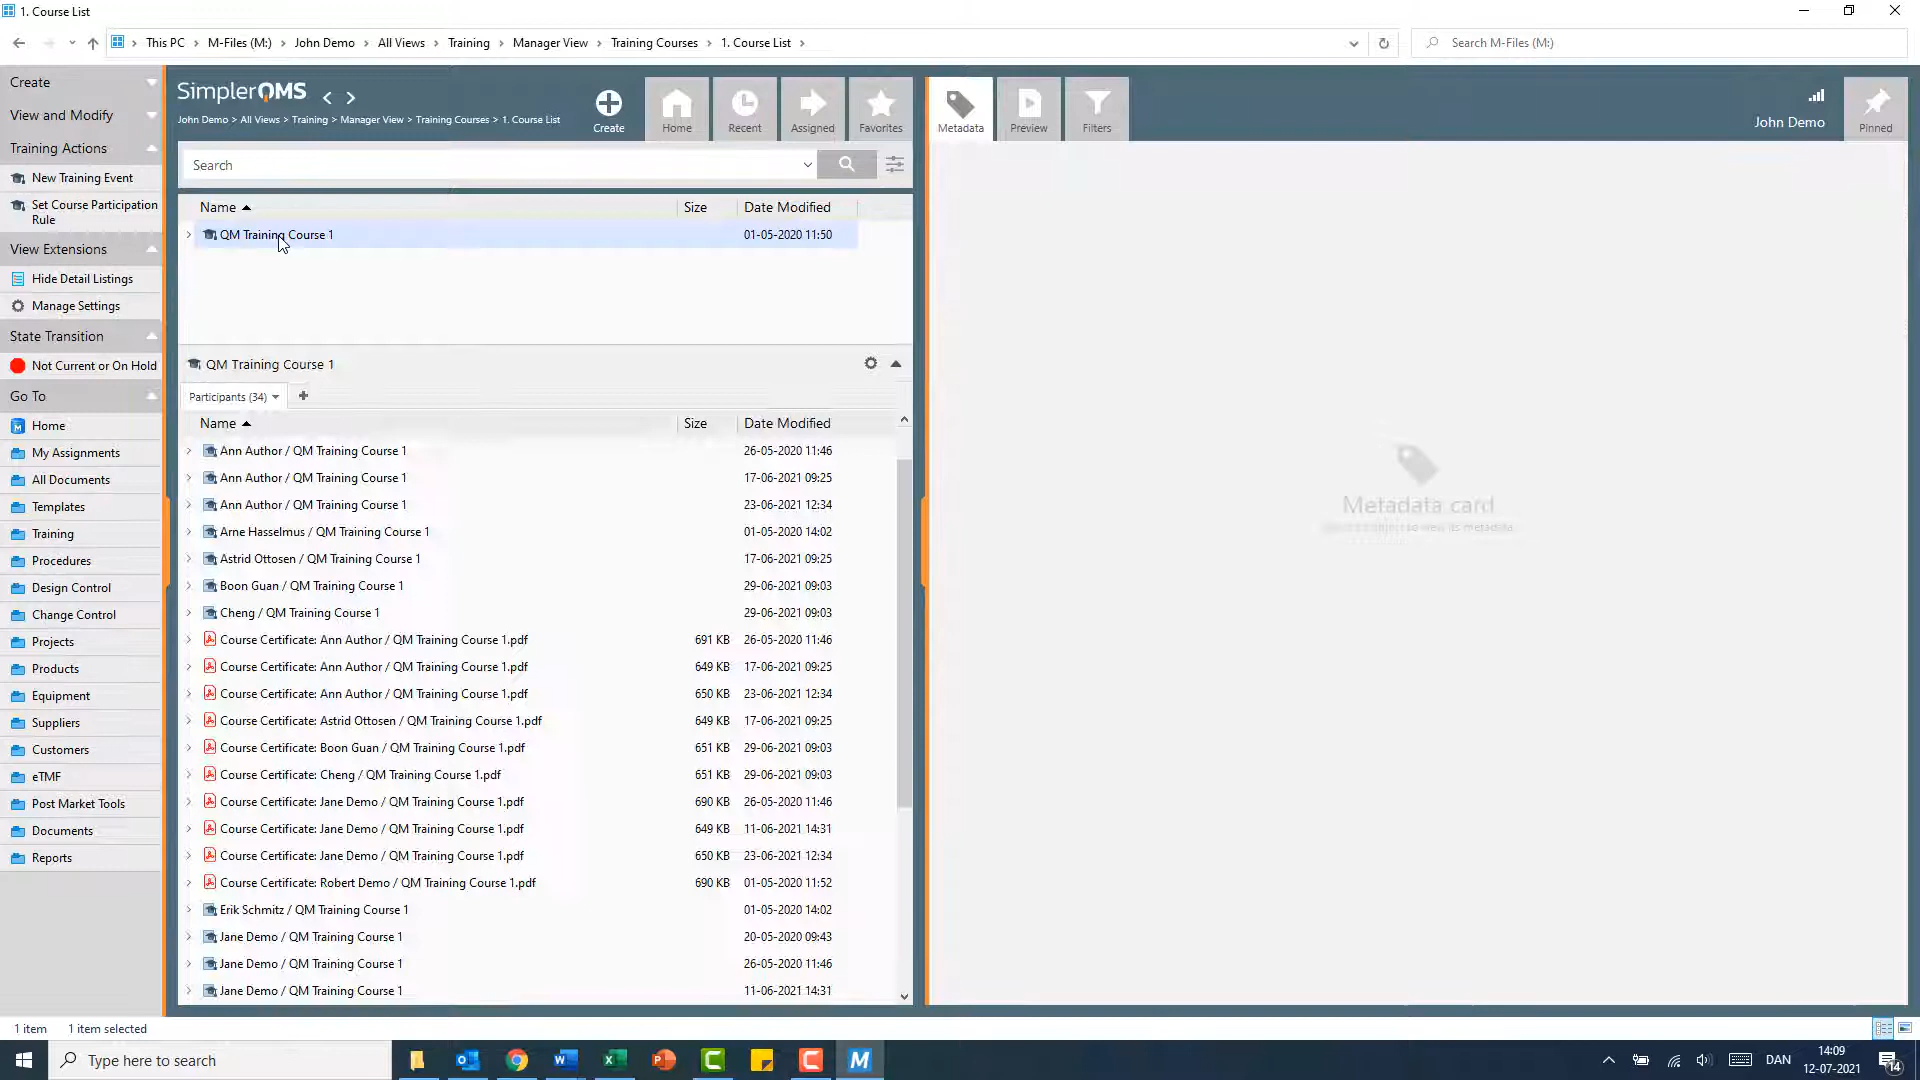 1. Course List
This PC > M-Files (M:) > John Demo > All Views > Training > Manager View > Training Courses > 1. Course List >
Search M-Files (M:)
Create
View and Modify
Training Actions
New Training Event
Set Course Participation
Rule
View Extensions
Hide Detail Listings
Manage Settings
State Transition
Not Current or On Hold
Go To
Home
My Assignments
All Documents
Templates
Training
Procedures
Design Control
Change Control
Projects
Products
Equipment
Suppliers
Customers
eTMF
Post Market Tools
Documents
Reports
SimplerQMS
John Demo > All Views > Training > Manager View > Training Courses > 1. Course List
Create
Home
Recent
Assigned
Favorites
Metadata
Preview
Filters
John Demo
Pinned
Search
Name Size Date Modified
QM Training Course 1 01-05-2020 11:50
QM Training Course 1
Participants (34)
Name Size Date Modified
Ann Author / QM Training Course 1 26-05-2020 11:46
Ann Author / QM Training Course 1 17-06-2021 09:25
Ann Author / QM Training Course 1 23-06-2021 12:34
Arne Hasselmus / QM Training Course 1 01-05-2020 14:02
Astrid Ottosen / QM Training Course 1 17-06-2021 09:25
Boon Guan / QM Training Course 1 29-06-2021 09:03
Cheng / QM Training Course 1 29-06-2021 09:03
Course Certificate: Ann Author / QM Training Course 1.pdf 691 KB 26-05-2020 11:46
Course Certificate: Ann Author / QM Training Course 1.pdf 649 KB 17-06-2021 09:25
Course Certificate: Ann Author / QM Training Course 1.pdf 650 KB 23-06-2021 12:34
Course Certificate: Astrid Ottosen / QM Training Course 1.pdf 649 KB 17-06-2021 09:25
Course Certificate: Boon Guan / QM Training Course 1.pdf 651 KB 29-06-2021 09:03
Course Certificate: Cheng / QM Training Course 1.pdf 651 KB 29-06-2021 09:03
Course Certificate: Jane Demo / QM Training Course 1.pdf 690 KB 26-05-2020 11:46
Course Certificate: Jane Demo / QM Training Course 1.pdf 649 KB 11-06-2021 14:31
Course Certificate: Jane Demo / QM Training Course 1.pdf 650 KB 23-06-2021 12:34
Course Certificate: Robert Demo / QM Training Course 1.pdf 690 KB 01-05-2020 11:52
Erik Schmitz / QM Training Course 1 01-05-2020 14:02
Jane Demo / QM Training Course 1 20-05-2020 09:43
Jane Demo / QM Training Course 1 26-05-2020 11:46
Jane Demo / QM Training Course 1 11-06-2021 14:31
Metadata card
to view its metadata.
1 item 1 item selected
Type here to search
DAN
14:09
12-07-2021
14